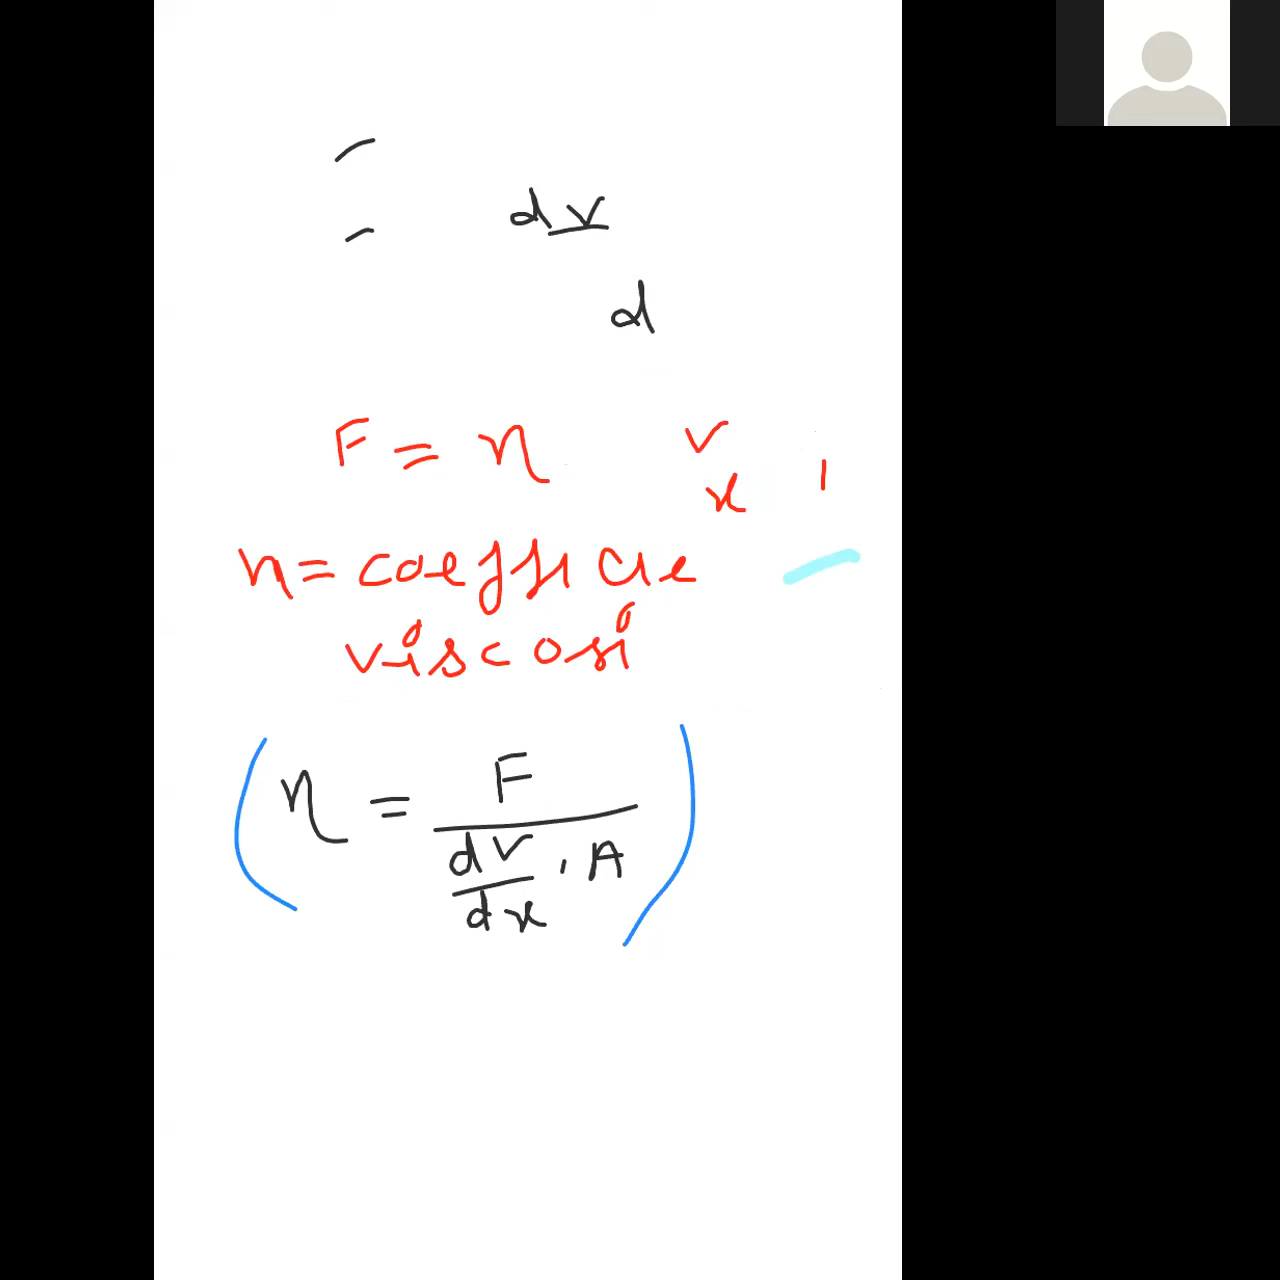 dv
d
F = η v
x
η = coefficie
viscosi
(η = F / (dv/dx . A))